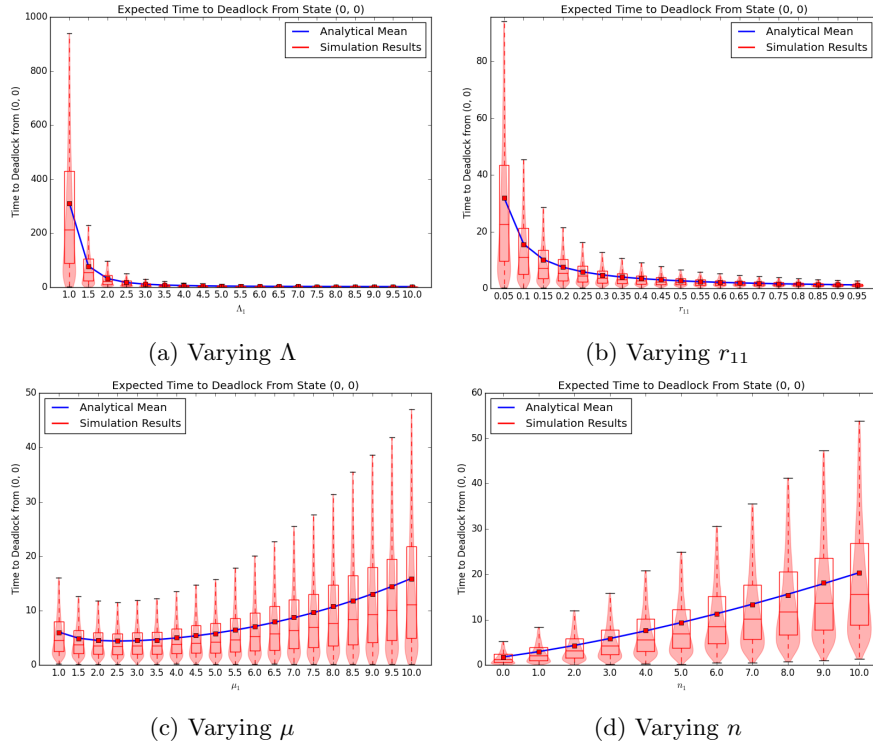 Expected Time to Deadlock From State (0, 0)
1000
800
600
400
200
0
Time to Deadlock from (0, 0)
Analytical Mean
Simulation Results
1.0 1.5 2.0 2.5 3.0 3.5 4.0 4.5 5.0 5.5 6.0 6.5 7.0 7.5 8.0 8.5 9.0 9.5 10.0
Λ₁
(a) Varying Λ
Expected Time to Deadlock From State (0, 0)
80
60
40
20
0
Time to Deadlock from (0, 0)
Analytical Mean
Simulation Results
0.05 0.1 0.15 0.2 0.25 0.3 0.35 0.4 0.45 0.5 0.55 0.6 0.65 0.7 0.75 0.8 0.85 0.9 0.95
r₁₁
(b) Varying r₁₁
Expected Time to Deadlock From State (0, 0)
50
40
30
20
10
0
Time to Deadlock from (0, 0)
Analytical Mean
Simulation Results
1.0 1.5 2.0 2.5 3.0 3.5 4.0 4.5 5.0 5.5 6.0 6.5 7.0 7.5 8.0 8.5 9.0 9.5 10.0
μ₁
(c) Varying μ
Expected Time to Deadlock From State (0, 0)
60
50
40
30
20
10
0
Time to Deadlock from (0, 0)
Analytical Mean
Simulation Results
0.0 1.0 2.0 3.0 4.0 5.0 6.0 7.0 8.0 9.0 10.0
n₁
(d) Varying n